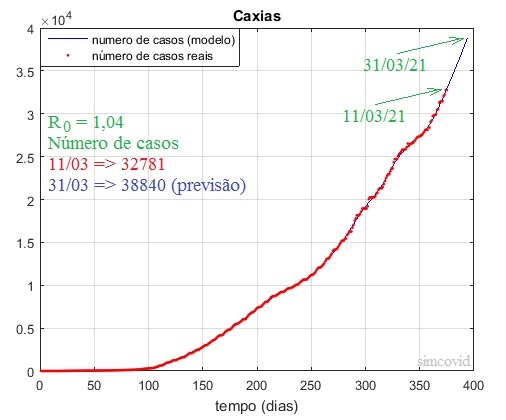 Caxias
×10⁴
numero de casos (modelo)
número de casos reais
4
3.5
3
2.5
2
1.5
1
0.5
0
31/03/21
11/03/21
R₀ = 1,04
Número de casos
11/03 => 32781
31/03 => 38840 (previsão)
simcovid
0 50 100 150 200 250 300 350 400
tempo (dias)